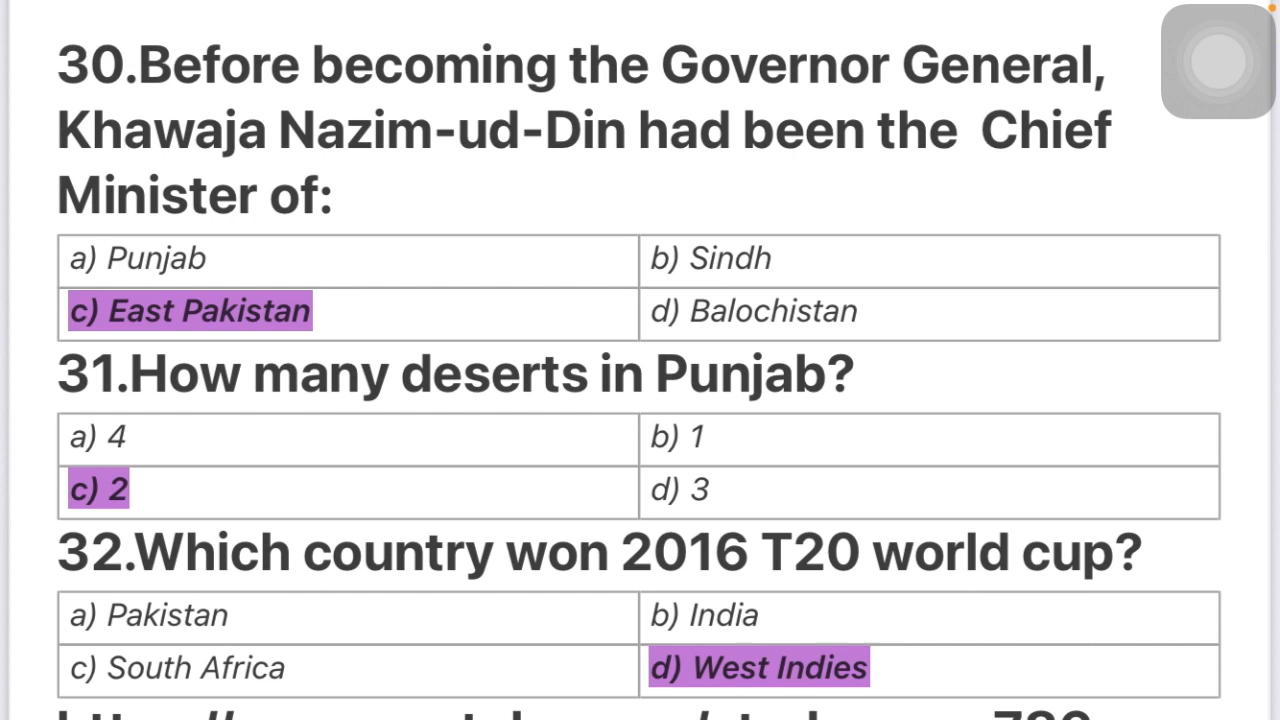 30.Before becoming the Governor General,
Khawaja Nazim-ud-Din had been the  Chief
Minister of:
a) Punjab
b) Sindh
c) East Pakistan
d) Balochistan
31.How many deserts in Punjab?
a) 4
b) 1
c) 2
d) 3
32.Which country won 2016 T20 world cup?
a) Pakistan
b) India
c) South Africa
d) West Indies